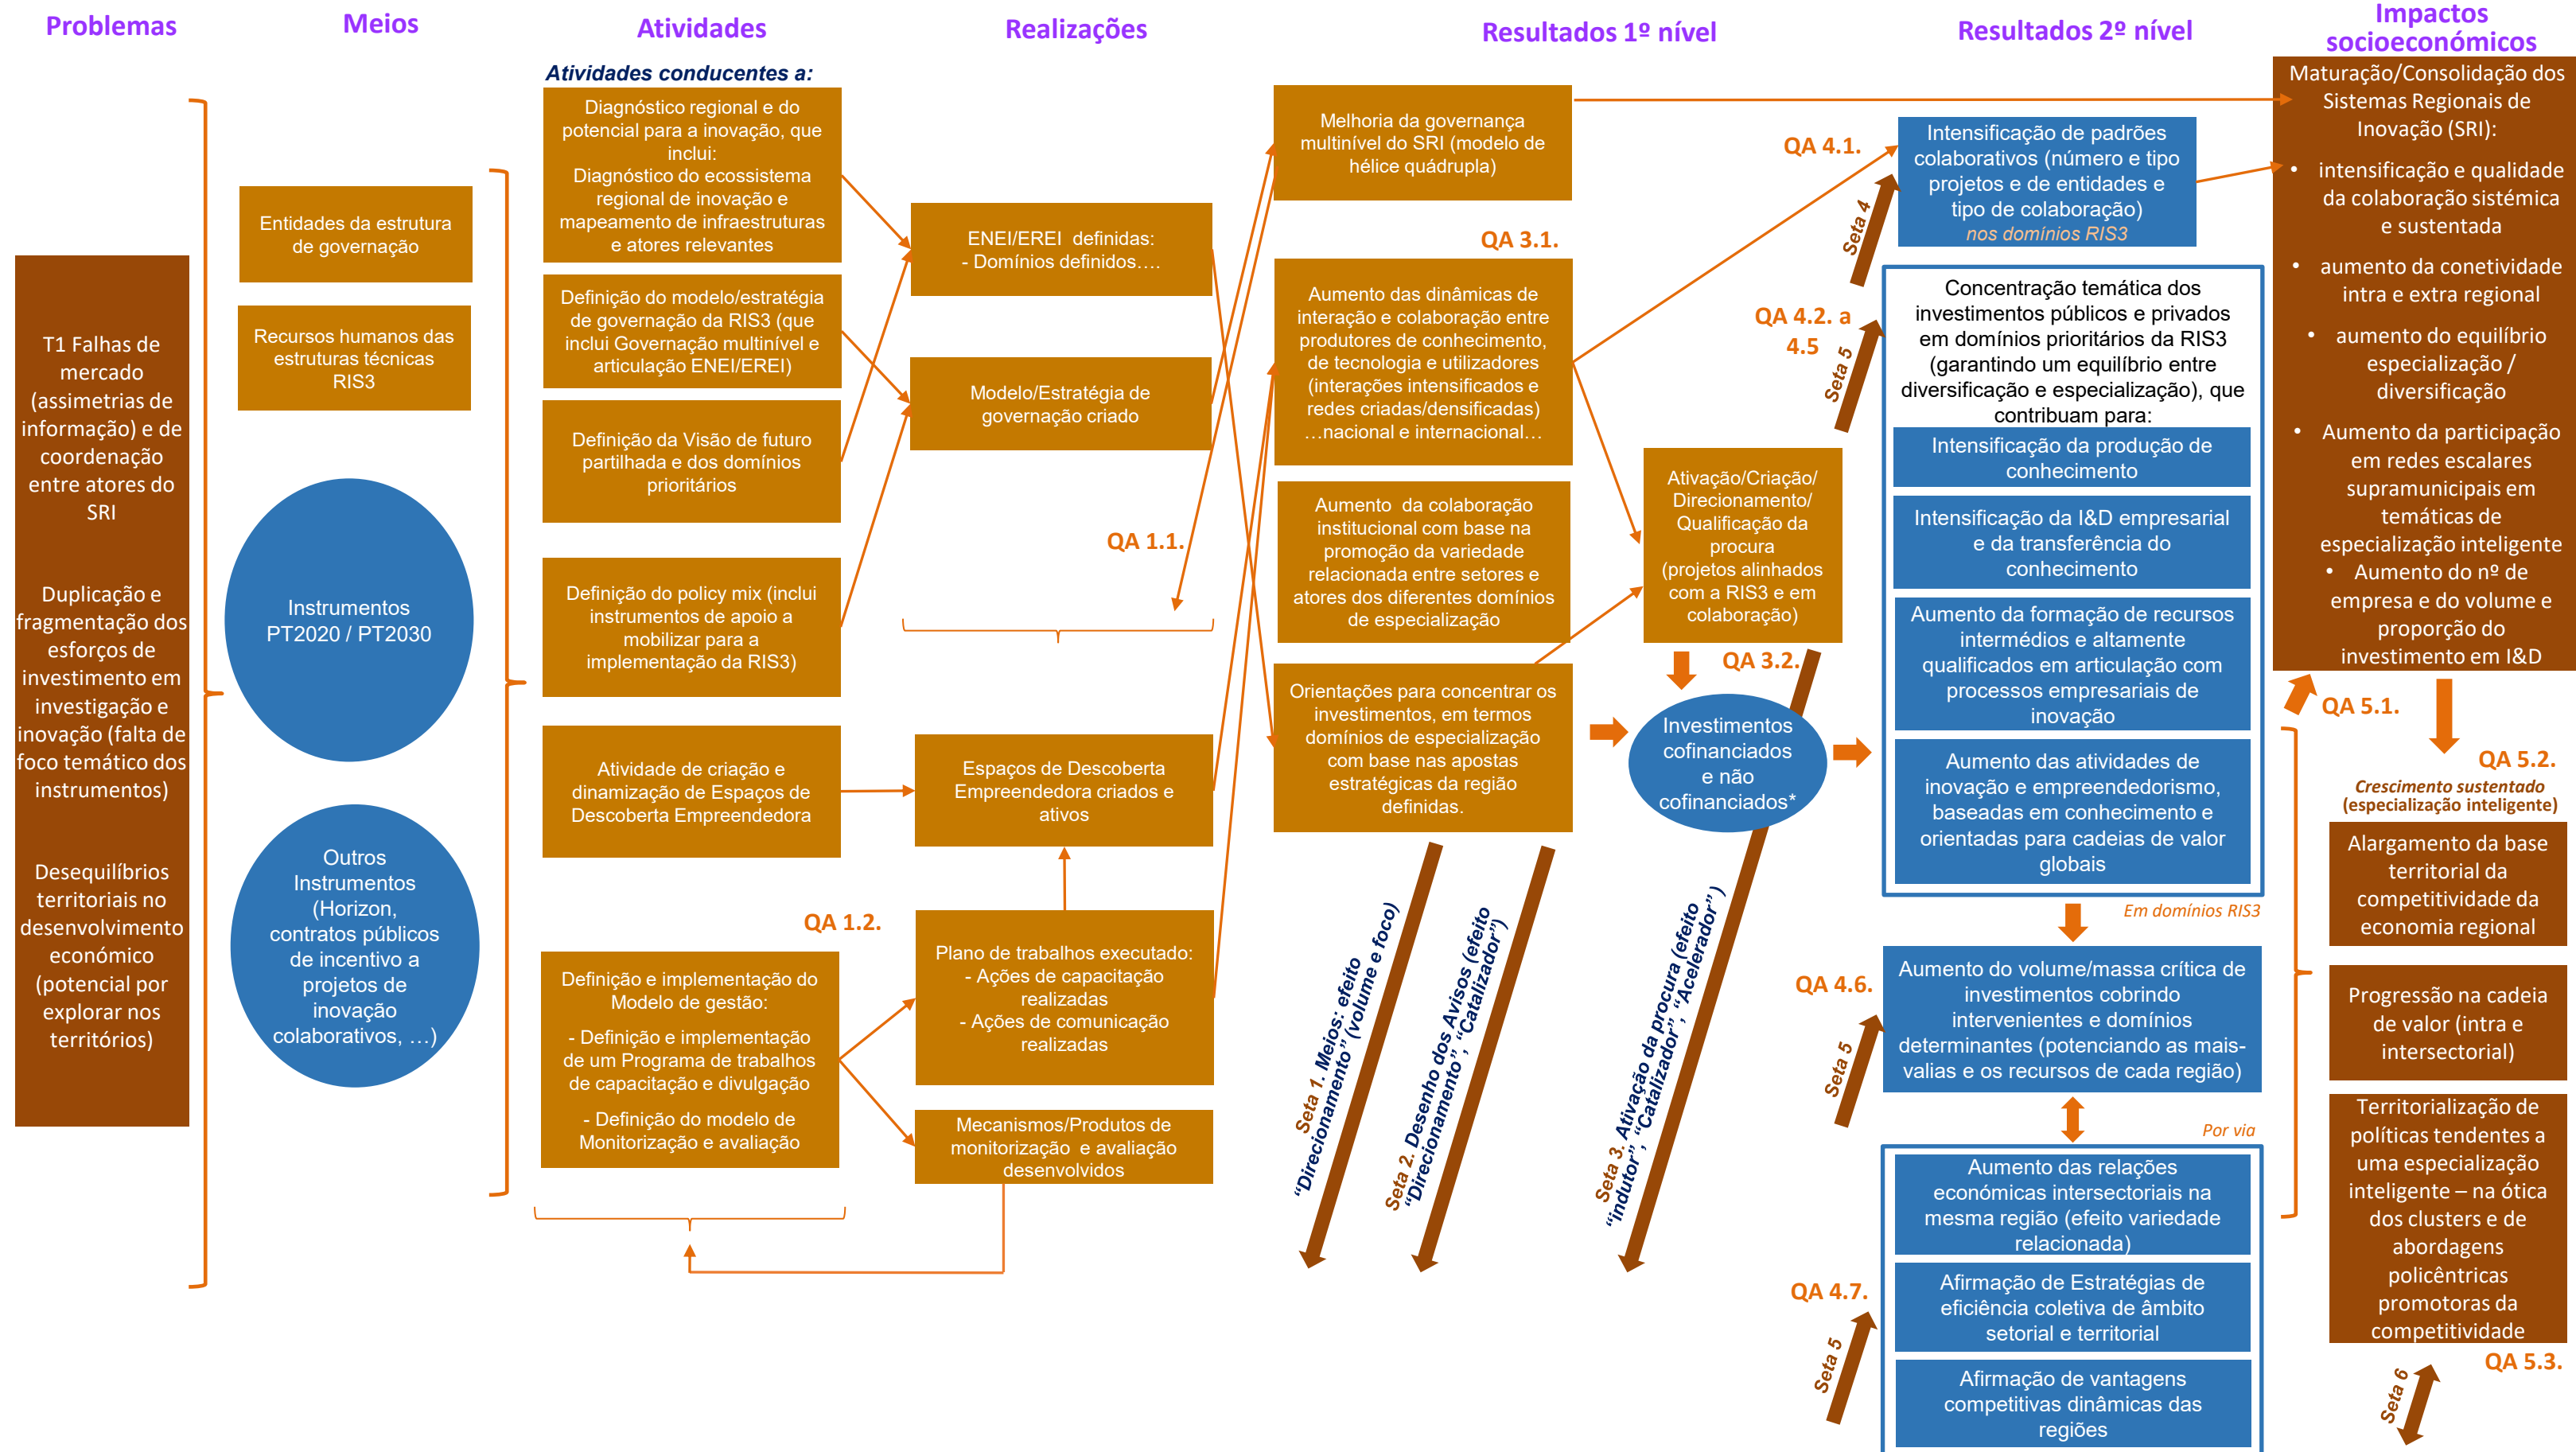 Problemas
Meios
Atividades
Realizações
Resultados 1º nível
Resultados 2º nível
Impactos
socioeconómicos
T1 Falhas de
mercado
(assimetrias de
informação) e de
coordenação
entre atores do
SRI
Duplicação e
fragmentação dos
esforços de
investimento em
investigação e
inovação (falta de
foco temático dos
instrumentos)
Desequilíbrios
territoriais no
desenvolvimento
económico
(potencial por
explorar nos
territórios)
Entidades da estrutura
de governação
Recursos humanos das
estruturas técnicas
RIS3
Instrumentos
PT2020 / PT2030
Outros
Instrumentos
(Horizon,
contratos públicos
de incentivo a
projetos de
inovação
colaborativos, …)
Atividades conducentes a:
Diagnóstico regional e do
potencial para a inovação, que
inclui:
Diagnóstico do ecossistema
regional de inovação e
mapeamento de infraestruturas
e atores relevantes
Definição do modelo/estratégia
de governação da RIS3 (que
inclui Governação multinível e
articulação ENEI/EREI)
Definição da Visão de futuro
partilhada e dos domínios
prioritários
Definição do policy mix (inclui
instrumentos de apoio a
mobilizar para a
implementação da RIS3)
Atividade de criação e
dinamização de Espaços de
Descoberta Empreendedora
QA 1.2.
Definição e implementação do
Modelo de gestão:
- Definição e implementação
de um Programa de trabalhos
de capacitação e divulgação
- Definição do modelo de
Monitorização e avaliação
ENEI/EREI definidas:
- Domínios definidos….
Modelo/Estratégia de
governação criado
QA 1.1.
Espaços de Descoberta
Empreendedora criados e
ativos
Plano de trabalhos executado:
- Ações de capacitação
realizadas
- Ações de comunicação
realizadas
Mecanismos/Produtos de
monitorização e avaliação
desenvolvidos
Melhoria da governança
multinível do SRI (modelo de
hélice quádrupla)
QA 3.1.
Aumento das dinâmicas de
interação e colaboração entre
produtores de conhecimento,
de tecnologia e utilizadores
(interações intensificados e
redes criadas/densificadas)
…nacional e internacional…
Aumento da colaboração
institucional com base na
promoção da variedade
relacionada entre setores e
atores dos diferentes domínios
de especialização
Orientações para concentrar os
investimentos, em termos
domínios de especialização
com base nas apostas
estratégicas da região
definidas.
Ativação/Criação/
Direcionamento/
Qualificação da
procura
(projetos alinhados
com a RIS3 e em
colaboração)
QA 3.2.
Investimentos
cofinanciados
e não
cofinanciados*
Seta 1. Meios: efeito
“Direcionamento” (volume e foco)
Seta 2. Desenho dos Avisos (efeito
“Direcionamento”, “Catalizador”)
Seta 3. Ativação da procura (efeito
“indutor”, “Catalizador”, “Acelerador”)
QA 4.1.
Seta 4
Intensificação de padrões
colaborativos (número e tipo
projetos e de entidades e
tipo de colaboração)
nos domínios RIS3
QA 4.2. a
4.5
Seta 5
Concentração temática dos
investimentos públicos e privados
em domínios prioritários da RIS3
(garantindo um equilíbrio entre
diversificação e especialização), que
contribuam para:
Intensificação da produção de
conhecimento
Intensificação da I&D empresarial
e da transferência do
conhecimento
Aumento da formação de recursos
intermédios e altamente
qualificados em articulação com
processos empresariais de
inovação
Aumento das atividades de
inovação e empreendedorismo,
baseadas em conhecimento e
orientadas para cadeias de valor
globais
Em domínios RIS3
QA 4.6.
Seta 5
Aumento do volume/massa crítica de
investimentos cobrindo
intervenientes e domínios
determinantes (potenciando as mais-
valias e os recursos de cada região)
Por via
QA 4.7.
Seta 5
Aumento das relações
económicas intersectoriais na
mesma região (efeito variedade
relacionada)
Afirmação de Estratégias de
eficiência coletiva de âmbito
setorial e territorial
Afirmação de vantagens
competitivas dinâmicas das
regiões
Maturação/Consolidação dos
Sistemas Regionais de
Inovação (SRI):
• intensificação e qualidade
da colaboração sistémica
e sustentada
• aumento da conetividade
intra e extra regional
• aumento do equilíbrio
especialização /
diversificação
• Aumento da participação
em redes escalares
supramunicipais em
temáticas de
especialização inteligente
• Aumento do nº de
empresa e do volume e
proporção do
investimento em I&D
QA 5.1.
QA 5.2.
Crescimento sustentado
(especialização inteligente)
Alargamento da base
territorial da
competitividade da
economia regional
Progressão na cadeia
de valor (intra e
intersectorial)
Territorialização de
políticas tendentes a
uma especialização
inteligente – na ótica
dos clusters e de
abordagens
policêntricas
promotoras da
competitividade
QA 5.3.
Seta 6